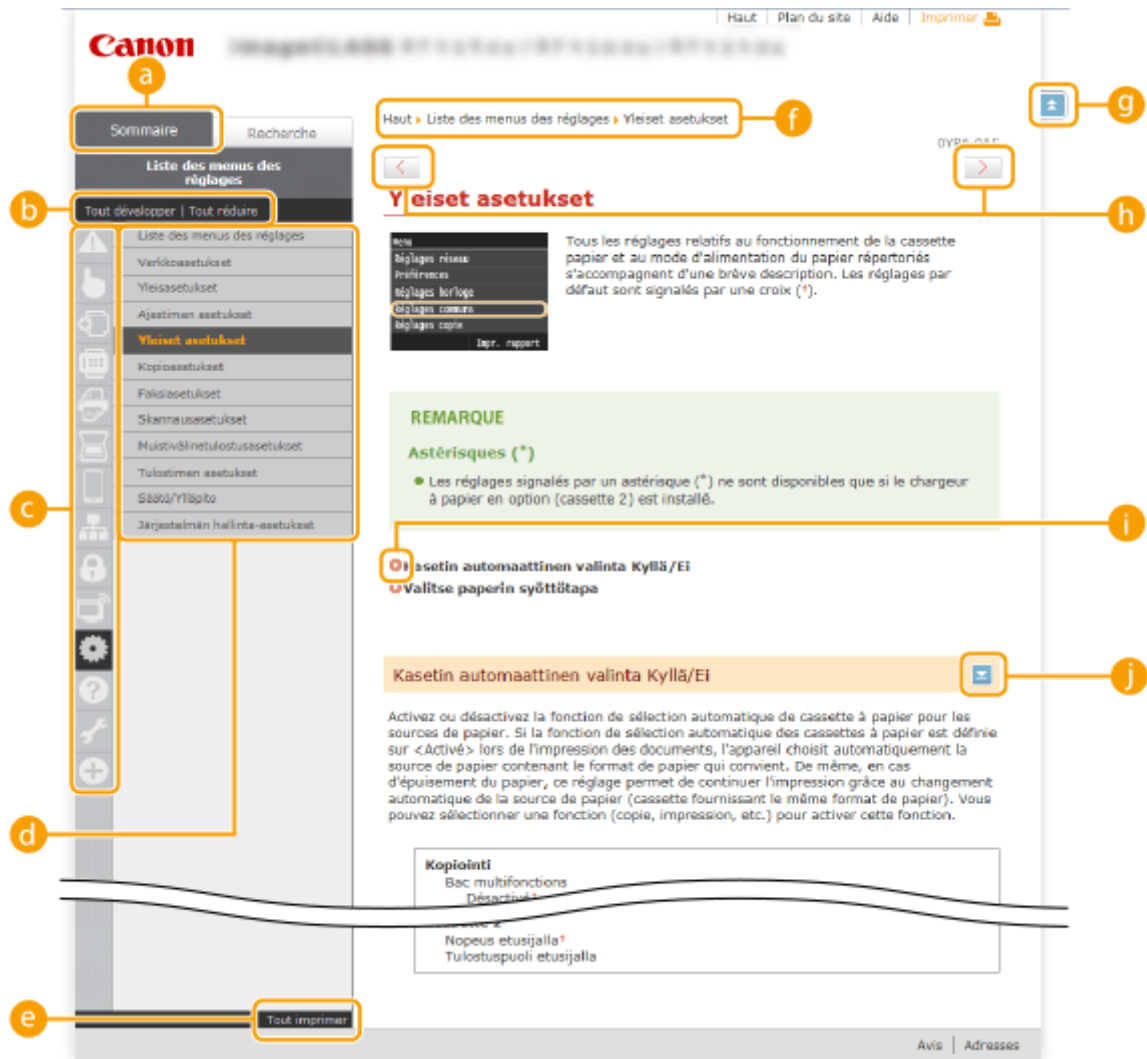 Haut | Plan du site | Aide | Imprimer
Canon
a
g
Sommaire
Recherche
Haut Liste des menus des réglages Yleiset asetukset
f
Liste des menus des
réglages
h
b
Tout développer | Tout réduire
Yleiset asetukset
Liste des menus des réglages
Verkkoasetukset
Yleisasetukset
Ajastimen asetukset
Yleiset asetukset
Kopioasetukset
Faksiasetukset
Skannausasetukset
Muistivälinetulostusasetukset
Tulostimen asetukset
Säätö/Ylläpito
Järjestelmän hallinta-asetukset
c
d
Menu
Réglages réseau
Préférences
Réglages horloge
Réglages communs
Réglages copie
Impr. rapport
Tous les réglages relatifs au fonctionnement de la cassette
papier et au mode d'alimentation du papier répertoriés
s'accompagnent d'une brève description. Les réglages par
défaut sont signalés par une croix (†).
REMARQUE
Astérisques (*)
Les réglages signalés par un astérisque (*) ne sont disponibles que si le chargeur
à papier en option (cassette 2) est installé.
i
Kasetin automaattinen valinta Kyllä/Ei
Valitse paperin syöttötapa
Kasetin automaattinen valinta Kyllä/Ei
j
Activez ou désactivez la fonction de sélection automatique de cassette à papier pour les
sources de papier. Si la fonction de sélection automatique des cassettes à papier est définie
sur <Activé> lors de l'impression des documents, l'appareil choisit automatiquement la
source de papier contenant le format de papier qui convient. De même, en cas
d'épuisement du papier, ce réglage permet de continuer l'impression grâce au changement
automatique de la source de papier (cassette fournissant le même format de papier). Vous
pouvez sélectionner une fonction (copie, impression, etc.) pour activer cette fonction.
Kopiointi
Bac multifonctions
Désactivé†
Nopeus etusijalla†
Tulostuspuoli etusijalla
e
Tout imprimer
Avis | Adresses